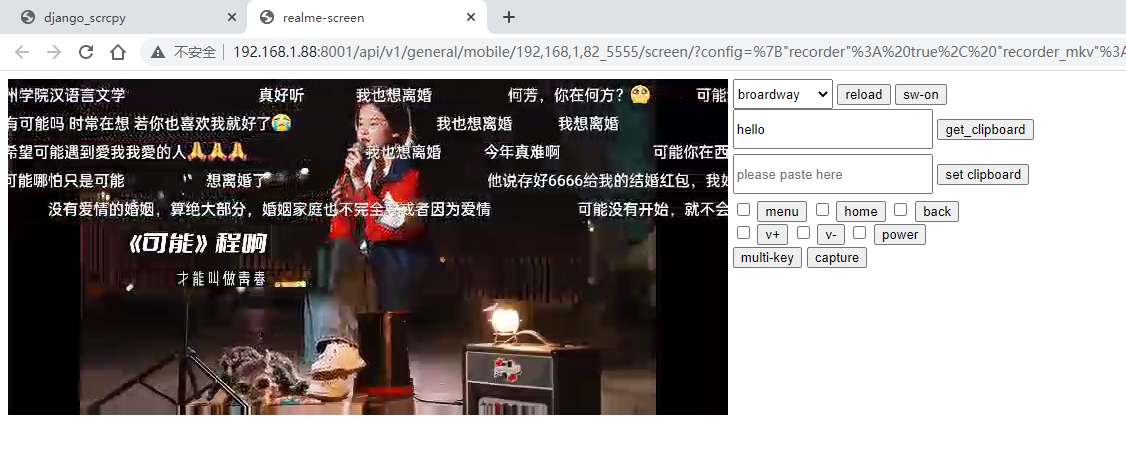 django_scrcpy
realme-screen
不安全 192.168.1.88:8001/api/v1/general/mobile/192,168,1,82_5555/screen/?config=%7B"recorder"%3A%20true%2C%20"recorder_mkv"%3A
州学院汉语言文学 真好听 我也想离婚 何芳，你在何方？🥺 可能
有可能吗 时常在想 若你也喜欢我就好了😭 我也想离婚 我想离婚
希望可能遇到愛我我愛的人🙏🙏🙏 我也想离婚 今年真难啊 可能你在西
可能哪怕只是可能 想离婚了 他说存好6666给我的结婚红包，我
没有爱情的婚姻，算绝大部分，婚姻家庭也不完全 或者因为爱情 可能没有开始，就不会
《可能》程响
才能叫做青春
broardway
reload
sw-on
hello
get_clipboard
please paste here
set clipboard
menu
home
back
v+
v-
power
multi-key
capture